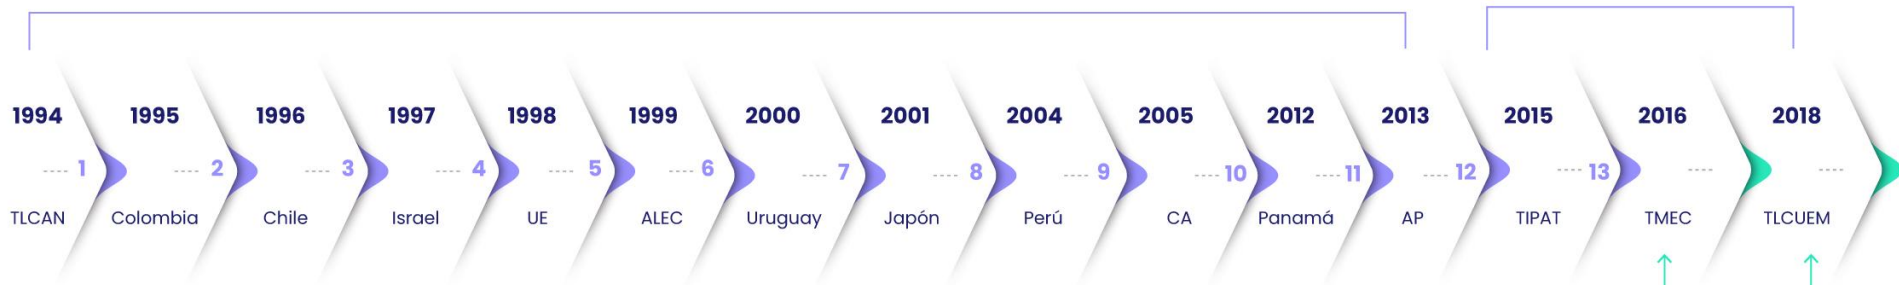 1994 1995 1996 1997 1998 1999 2000 2001 2004 2005 2012 2013 2015 2016 2018
1 2 3 4 5 6 7 8 9 10 11 12 13
TLCAN Colombia Chile Israel UE ALEC Uruguay Japón Perú CA Panamá AP TIPAT TMEC TLCUEM